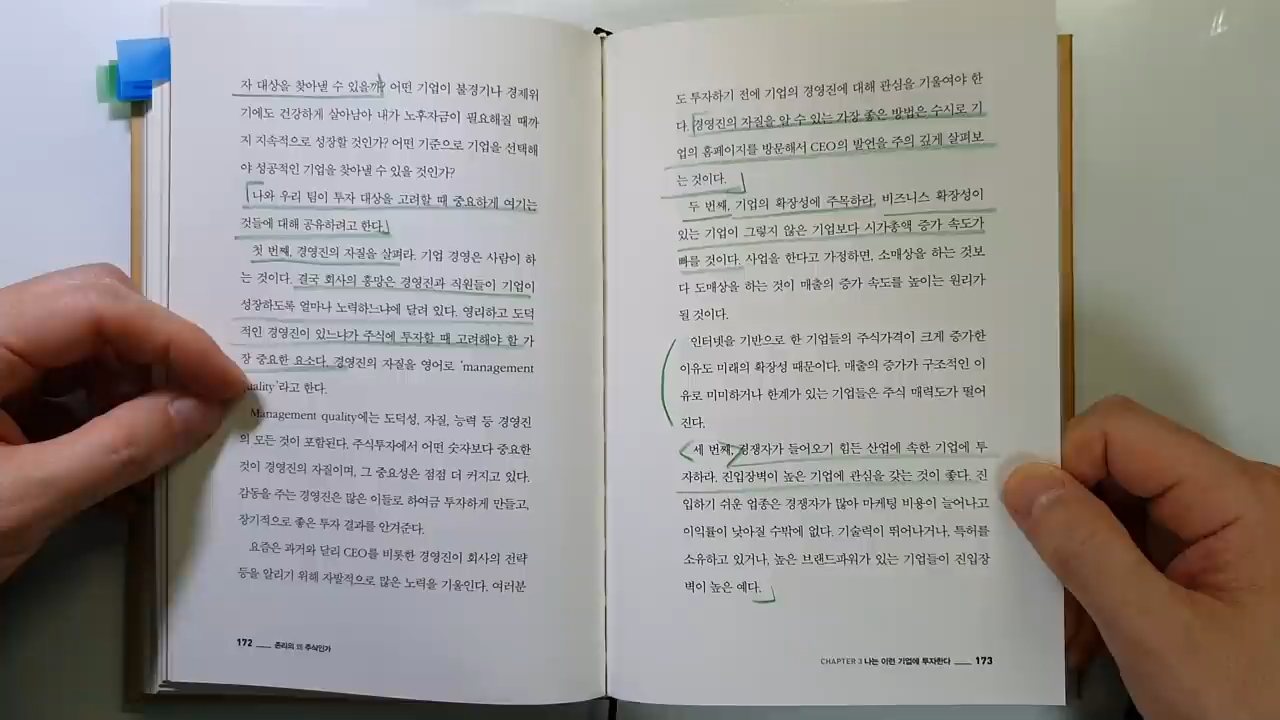 자 대상을 찾아낼 수 있을까? 어떤 기업이 불경기나 경제위
기에도 건강하게 살아남아 내가 노후자금이 필요해질 때까
지 지속적으로 성장할 것인가? 어떤 기준으로 기업을 선택해
야 성공적인 기업을 찾아낼 수 있을 것인가?
나와 우리 팀이 투자 대상을 고려할 때 중요하게 여기는
것들에 대해 공유하려고 한다.
첫 번째, 경영진의 자질을 살펴라. 기업 경영은 사람이 하
는 것이다. 결국 회사의 흥망은 경영진과 직원들이 기업이
성장하도록 얼마나 노력하느냐에 달려 있다. 영리하고 도덕
적인 경영진이 있느냐가 주식에 투자할 때 고려해야 할 가
장 중요한 요소다. 경영진의 자질을 영어로 ‘management
quality’라고 한다.
Management quality에는 도덕성, 자질, 능력 등 경영진
의 모든 것이 포함된다. 주식투자에서 어떤 숫자보다 중요한
것이 경영진의 자질이며, 그 중요성은 점점 더 커지고 있다.
감동을 주는 경영진은 많은 이들로 하여금 투자하게 만들고,
장기적으로 좋은 투자 결과를 안겨준다.
요즘은 과거와 달리 CEO를 비롯한 경영진이 회사의 전략
등을 알리기 위해 자발적으로 많은 노력을 기울인다. 여러분
172 존리의 왜 주식인가
도 투자하기 전에 기업의 경영진에 대해 관심을 기울여야 한
다. 경영진의 자질을 알 수 있는 가장 좋은 방법은 수시로 기
업의 홈페이지를 방문해서 CEO의 발언을 주의 깊게 살펴보
는 것이다.
두 번째, 기업의 확장성에 주목하라. 비즈니스 확장성이
있는 기업이 그렇지 않은 기업보다 시가총액 증가 속도가
빠를 것이다. 사업을 한다고 가정하면, 소매상을 하는 것보
다 도매상을 하는 것이 매출의 증가 속도를 높이는 원리가
될 것이다.
인터넷을 기반으로 한 기업들의 주식가격이 크게 증가한
이유도 미래의 확장성 때문이다. 매출의 증가가 구조적인 이
유로 미미하거나 한계가 있는 기업들은 주식 매력도가 떨어
진다.
세 번째, 경쟁자가 들어오기 힘든 산업에 속한 기업에 투
자하라. 진입장벽이 높은 기업에 관심을 갖는 것이 좋다. 진
입하기 쉬운 업종은 경쟁자가 많아 마케팅 비용이 늘어나고
이익률이 낮아질 수밖에 없다. 기술력이 뛰어나거나, 특허를
소유하고 있거나, 높은 브랜드파워가 있는 기업들이 진입장
벽이 높은 예다.
CHAPTER 3 나는 이런 기업에 투자한다 173